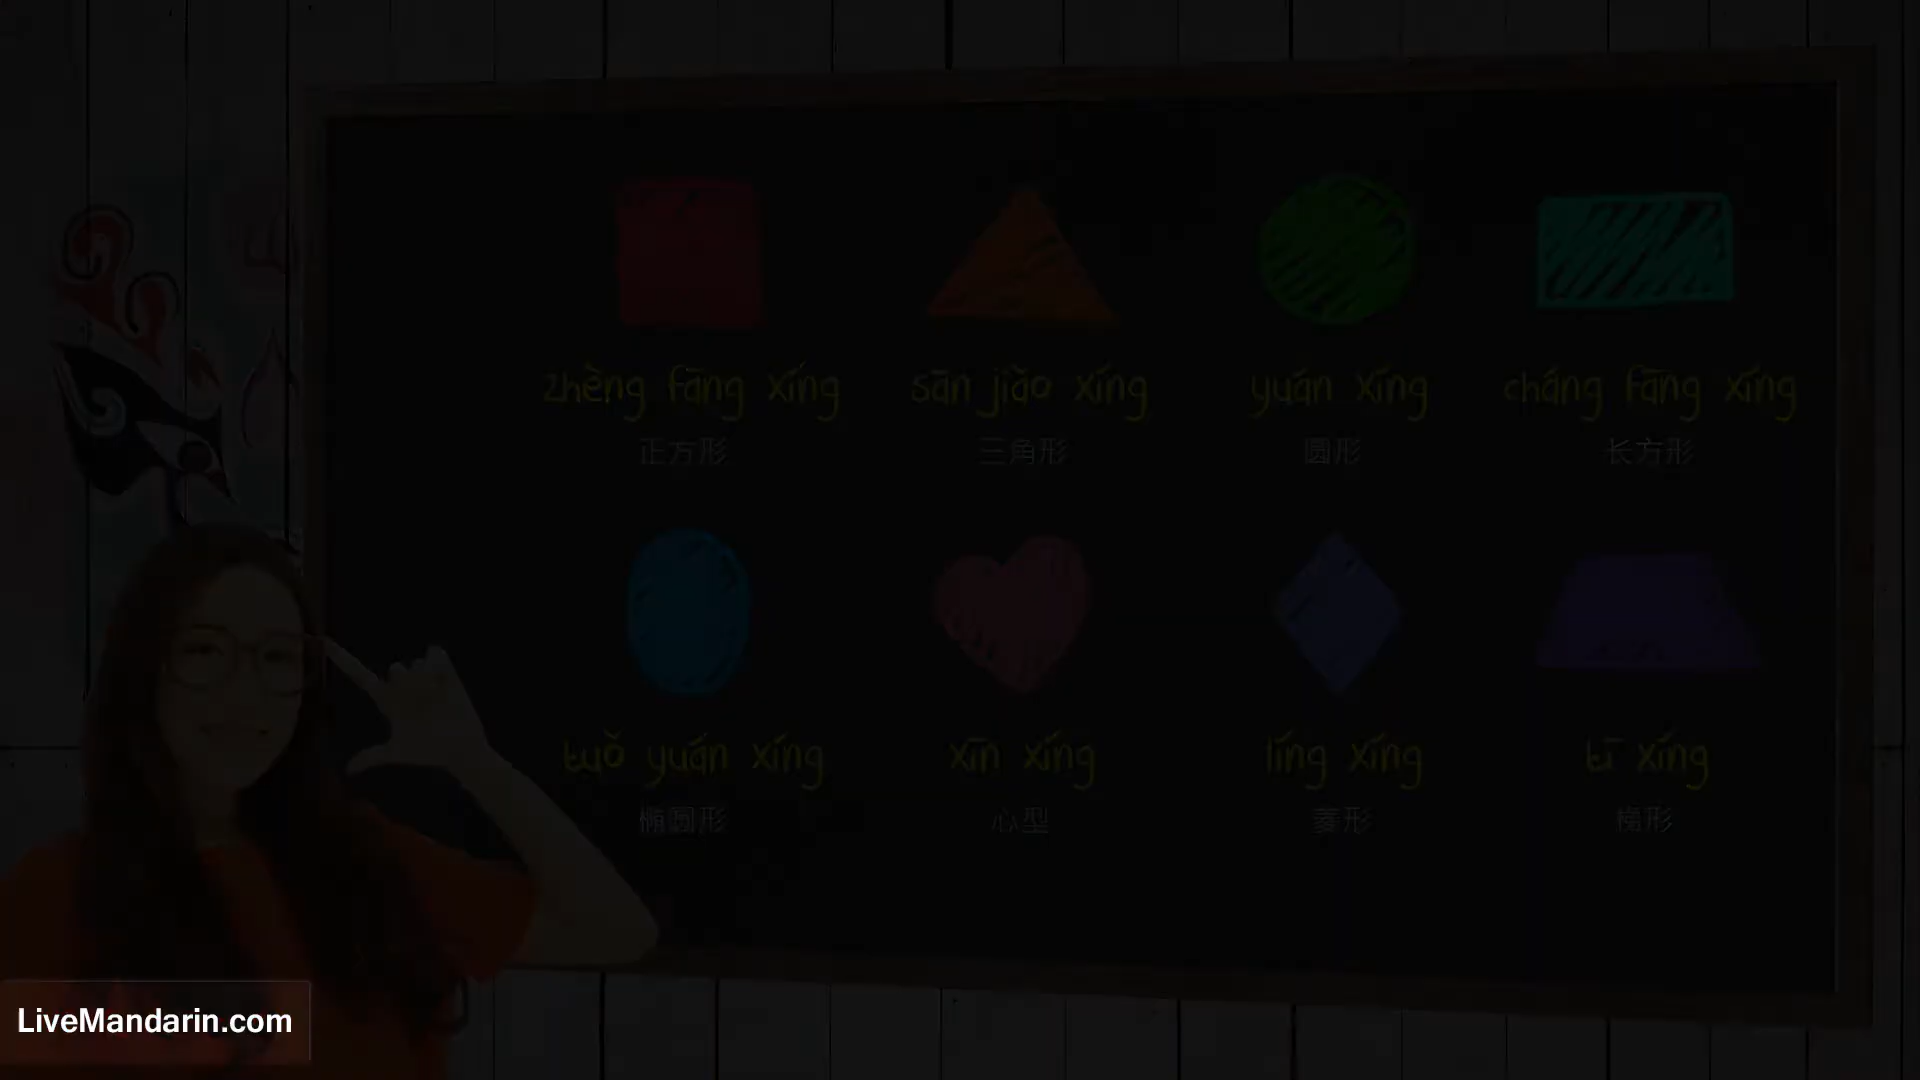 zhèng fāng xíng
sān jiǎo xíng
yuán xíng
cháng fāng xíng
正方形
三角形
圆形
长方形
tuǒ yuán xíng
xīn xíng
líng xíng
tī xíng
椭圆形
心型
菱形
梯形
LiveMandarin.com